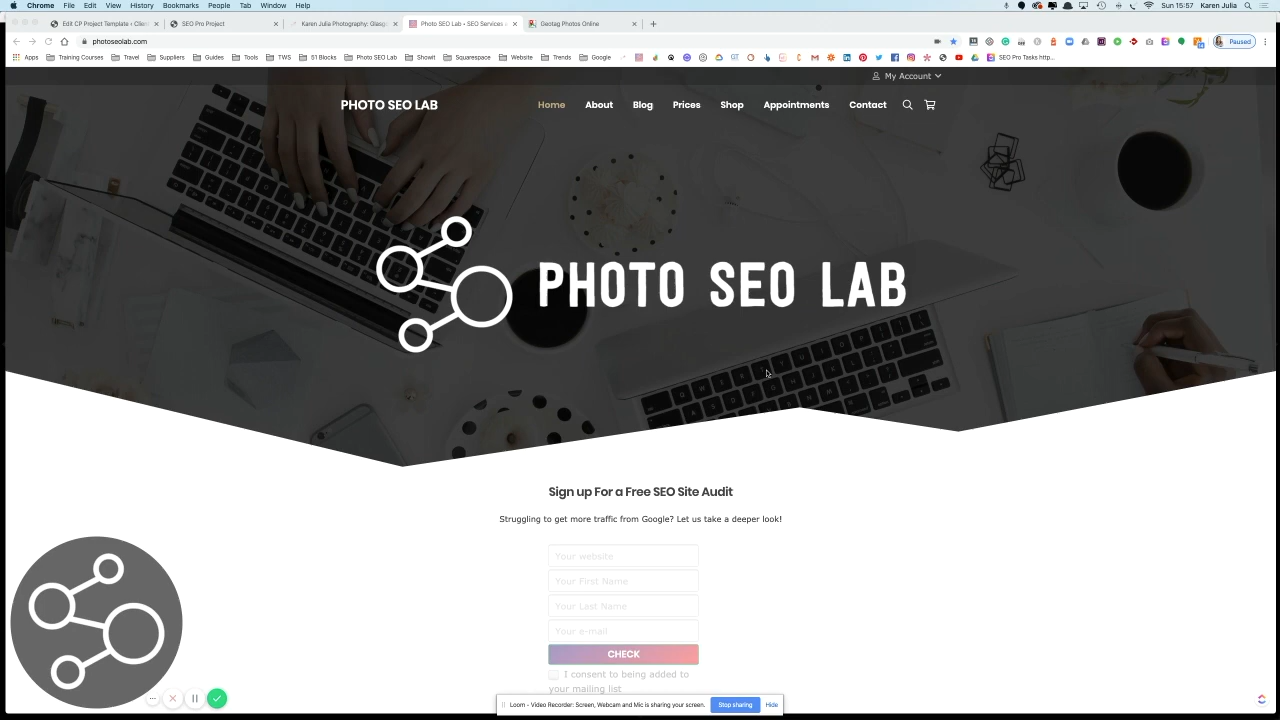 Chrome File Edit View History Bookmarks People Tab Window Help Sun 15:57 Karen Julia
Edit CP Project Template ‹ Clien SEO Pro Project Karen Julia Photography: Glasg Photo SEO Lab • SEO Services Geotag Photos Online
photoseolab.com Paused
Apps Training Courses Travel Suppliers Guides Tools TWS 51 Blocks Photo SEO Lab Showit Squarespace Website Trends Google SEO Pro Tasks http...
My Account
PHOTO SEO LAB Home About Blog Prices Shop Appointments Contact
PHOTO SEO LAB
Sign up For a Free SEO Site Audit
Struggling to get more traffic from Google? Let us take a deeper look!
Your website
Your First Name
Your Last Name
Your e-mail
CHECK
I consent to being added to
your mailing list
Loom - Video Recorder: Screen, Webcam and Mic is sharing your screen. Stop sharing Hide